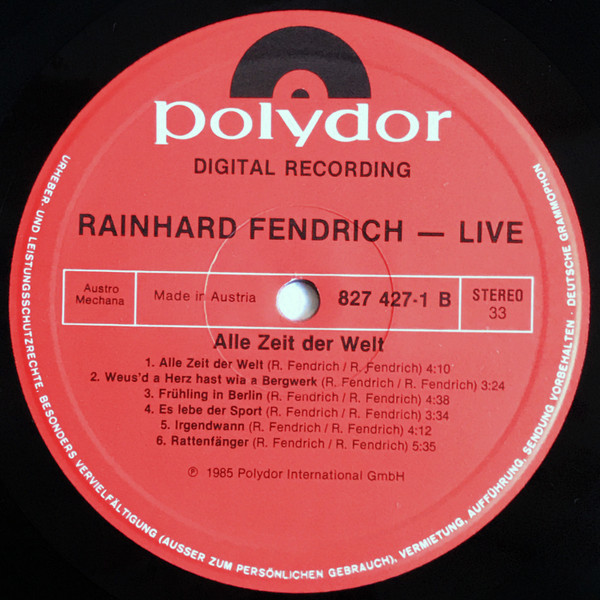 polydor
DIGITAL RECORDING
RAINHARD FENDRICH — LIVE
Austro
Mechana
Made in Austria
827 427-1 B
STEREO
33
Alle Zeit der Welt
1. Alle Zeit der Welt (R. Fendrich / R. Fendrich) 4:10
2. Weus'd a Herz hast wia a Bergwerk (R. Fendrich / R. Fendrich) 3:24
3. Frühling in Berlin (R. Fendrich / R. Fendrich) 4:38
4. Es lebe der Sport (R. Fendrich / R. Fendrich) 3:34
5. Irgendwann (R. Fendrich / R. Fendrich) 4:12
6. Rattenfänger (R. Fendrich / R. Fendrich) 5:35
℗ 1985 Polydor International GmbH
URHEBER- UND LEISTUNGSSCHUTZRECHTE, BESONDERS VERVIELFÄLTIGUNG (AUSSER ZUM PERSÖNLICHEN GEBRAUCH), VERMIETUNG, AUFFÜHRUNG, SENDUNG VORBEHALTEN · DEUTSCHE GRAMMOPHON